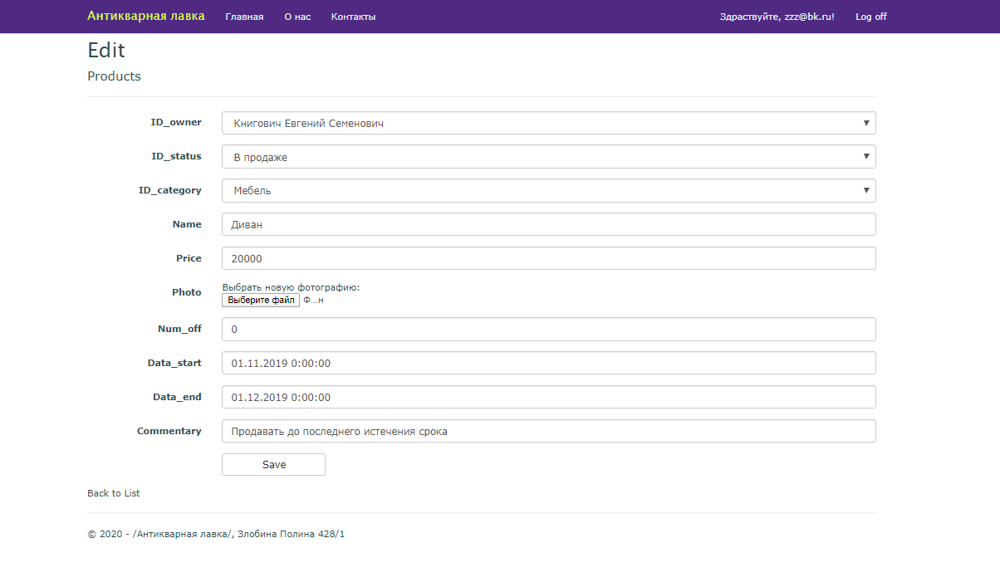 Антикварная лавка Главная О нас Контакты Здраствуйте, zzz@bk.ru! Log off
Edit
Products
ID_owner Книгович Евгений Семенович
ID_status В продаже
ID_category Мебель
Name Диван
Price 20000
Photo Выбрать новую фотографию:
Выберите файл Ф...н
Num_off 0
Data_start 01.11.2019 0:00:00
Data_end 01.12.2019 0:00:00
Commentary Продавать до последнего истечения срока
Save
Back to List
© 2020 - /Антикварная лавка/, Злобина Полина 428/1